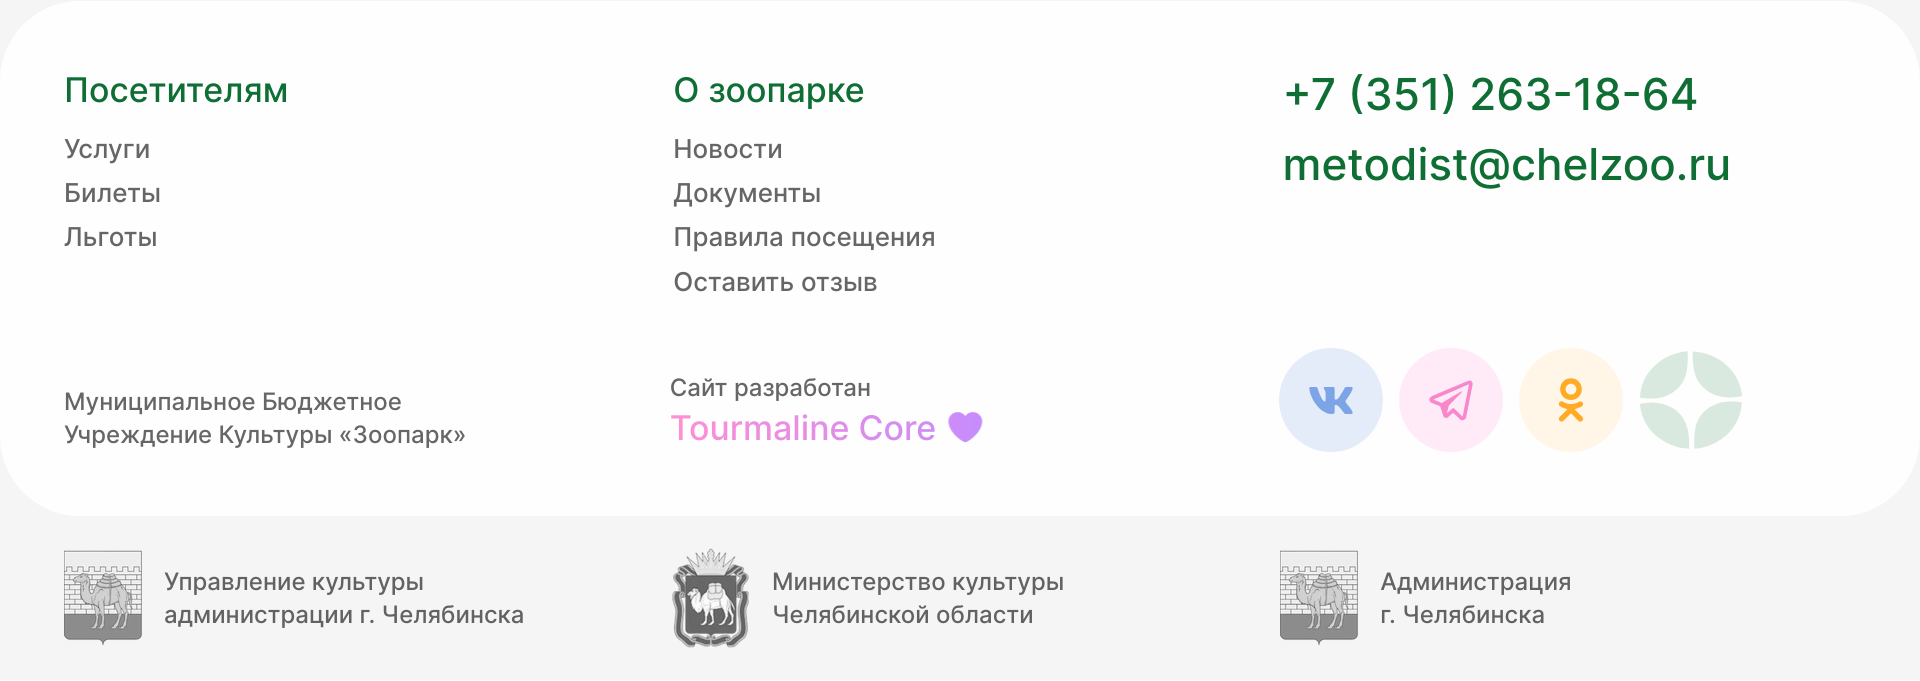 Посетителям
Услуги
Билеты
Льготы
О зоопарке
Новости
Документы
Правила посещения
Оставить отзыв
+7 (351) 263-18-64
metodist@chelzoo.ru
Муниципальное Бюджетное
Учреждение Культуры «Зоопарк»
Сайт разработан
Tourmaline Core
Управление культуры
администрации г. Челябинска
Министерство культуры
Челябинской области
Администрация
г. Челябинска